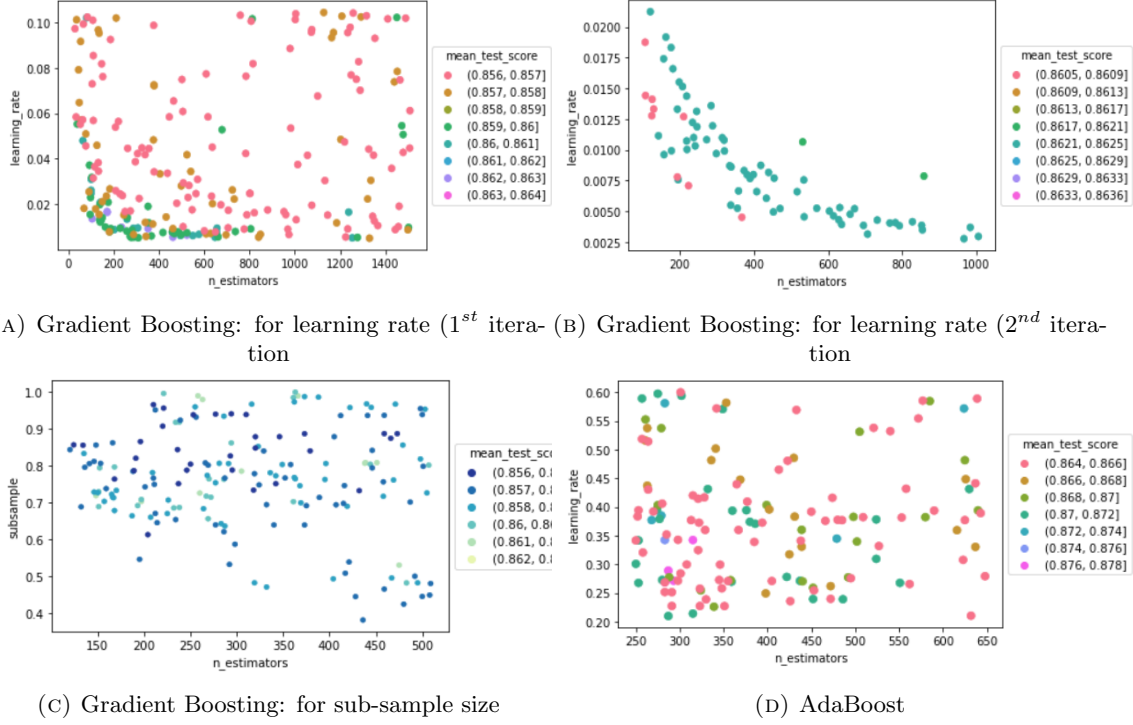 0.10
0.08
0.06
0.04
0.02
learning_rate
0 200 400 600 800 1000 1200 1400
n_estimators
mean_test_score
(0.856, 0.857]
(0.857, 0.858]
(0.858, 0.859]
(0.859, 0.86]
(0.86, 0.861]
(0.861, 0.862]
(0.862, 0.863]
(0.863, 0.864]
0.0200
0.0175
0.0150
0.0125
0.0100
0.0075
0.0050
0.0025
learning_rate
200 400 600 800 1000
n_estimators
mean_test_score
(0.8605, 0.8609]
(0.8609, 0.8613]
(0.8613, 0.8617]
(0.8617, 0.8621]
(0.8621, 0.8625]
(0.8625, 0.8629]
(0.8629, 0.8633]
(0.8633, 0.8636]
A) Gradient Boosting: for learning rate (1st itera-
tion
(B) Gradient Boosting: for learning rate (2nd itera-
tion
1.0
0.9
0.8
0.7
0.6
0.5
0.4
subsample
150 200 250 300 350 400 450 500
n_estimators
mean_test_sco
(0.856, 0.8
(0.857, 0.8
(0.858, 0.8
(0.86, 0.86
(0.861, 0.8
(0.862, 0.8
0.60
0.55
0.50
0.45
0.40
0.35
0.30
0.25
0.20
learning_rate
250 300 350 400 450 500 550 600 650
n_estimators
mean_test_score
(0.864, 0.866]
(0.866, 0.868]
(0.868, 0.87]
(0.87, 0.872]
(0.872, 0.874]
(0.874, 0.876]
(0.876, 0.878]
(C) Gradient Boosting: for sub-sample size
(D) AdaBoost